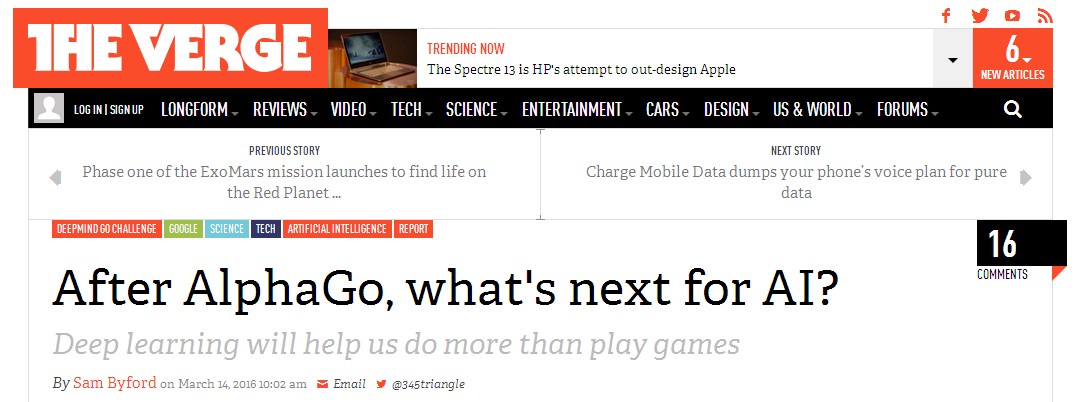 THE VERGE
TRENDING NOW
The Spectre 13 is HP's attempt to out-design Apple
6
NEW ARTICLES
LOG IN | SIGN UP LONGFORM REVIEWS VIDEO TECH SCIENCE ENTERTAINMENT CARS DESIGN US & WORLD FORUMS
PREVIOUS STORY
Phase one of the ExoMars mission launches to find life on
the Red Planet ...
NEXT STORY
Charge Mobile Data dumps your phone's voice plan for pure
data
DEEPMIND GO CHALLENGE GOOGLE SCIENCE TECH ARTIFICIAL INTELLIGENCE REPORT
16
COMMENTS
After AlphaGo, what's next for AI?
Deep learning will help us do more than play games
By Sam Byford on March 14, 2016 10:02 am Email @345triangle